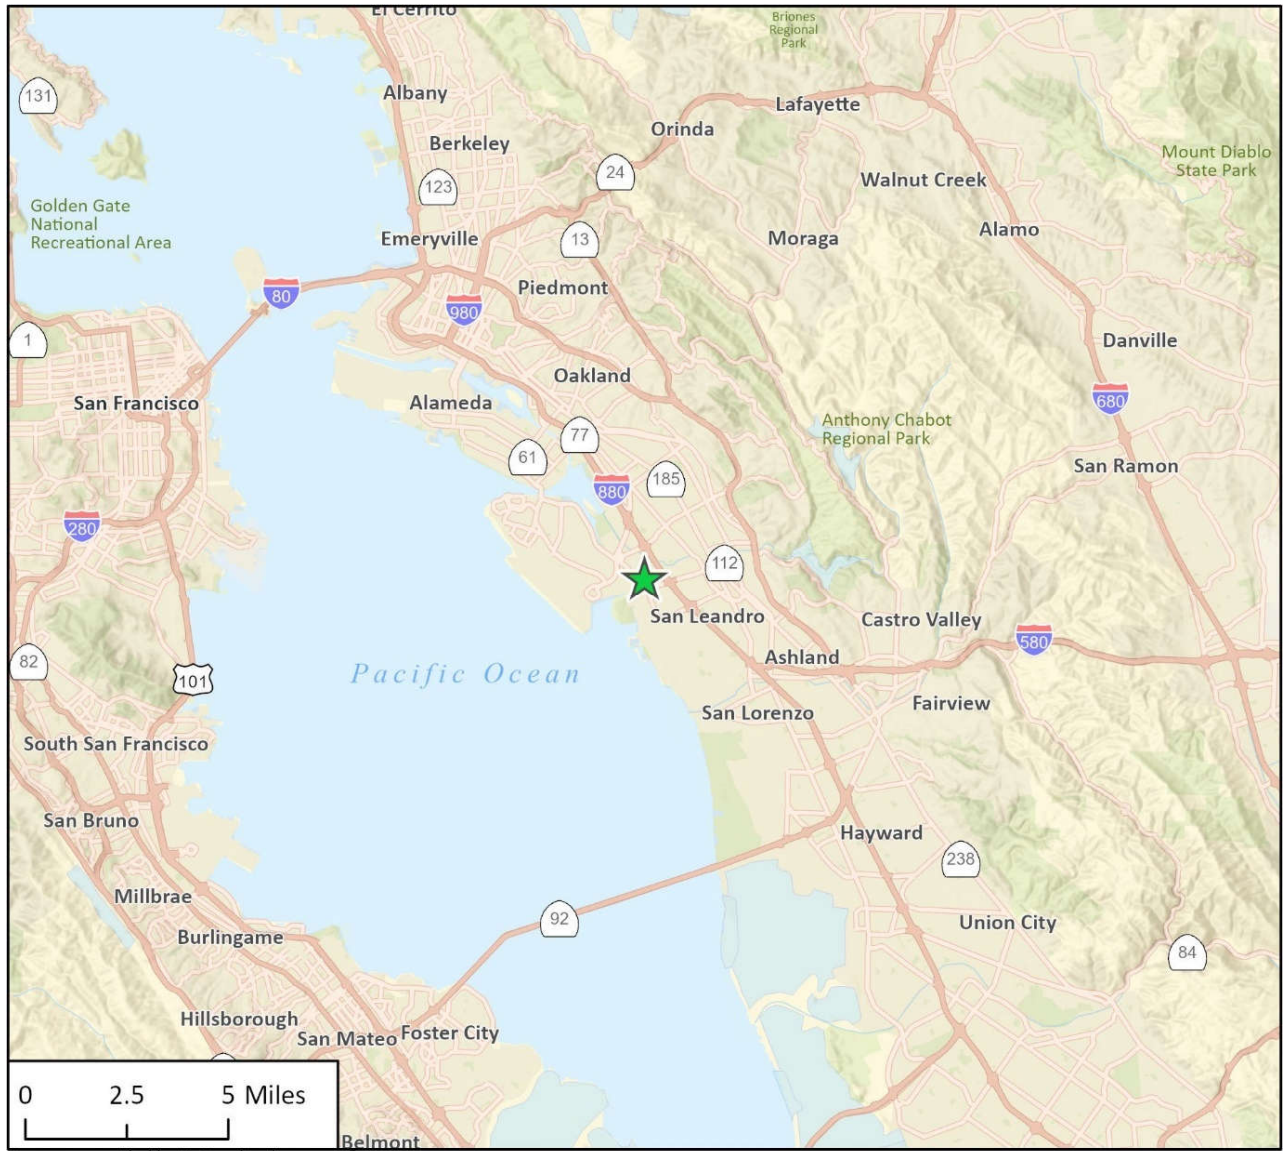 El Cerrito
Briones
Regional
Park
131
Albany
Lafayette
Orinda
Berkeley
Mount Diablo
State Park
24
123
Walnut Creek
Golden Gate
National
Recreational Area
Emeryville
13
Moraga
Alamo
80
Piedmont
980
1
Danville
Oakland
San Francisco
Alameda
680
Anthony Chabot
Regional Park
77
61
San Ramon
185
880
280
112
San Leandro
Castro Valley
580
82
Ashland
Pacific Ocean
101
San Lorenzo
Fairview
South San Francisco
San Bruno
Hayward
238
Millbrae
92
Union City
Burlingame
84
Hillsborough
San Mateo
Foster City
0 2.5 5 Miles
Belmont